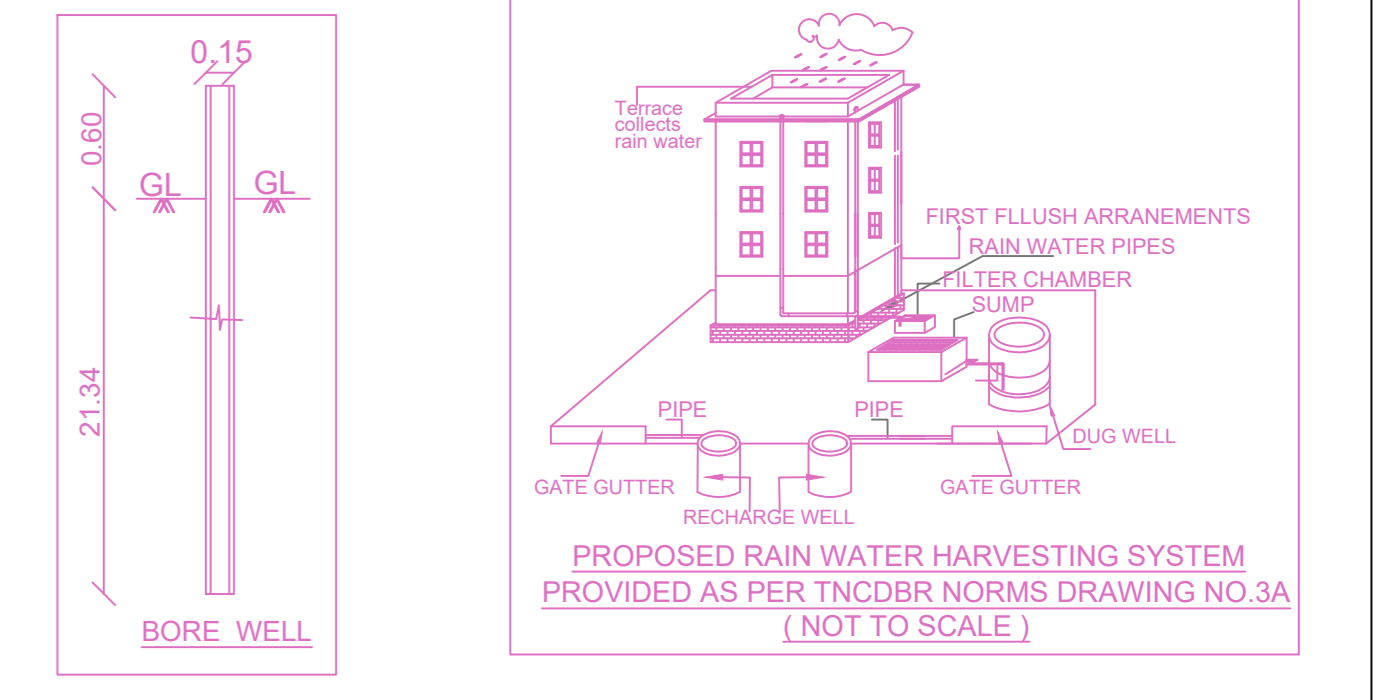 0.15
0.60
GL
GL
21.34
BORE WELL
Terrace
collects
rain water
FIRST FLLUSH ARRANEMENTS
RAIN WATER PIPES
FILTER CHAMBER
SUMP
PIPE
PIPE
DUG WELL
GATE GUTTER
GATE GUTTER
RECHARGE WELL
PROPOSED RAIN WATER HARVESTING SYSTEM
PROVIDED AS PER TNCDBR NORMS DRAWING NO.3A
( NOT TO SCALE )